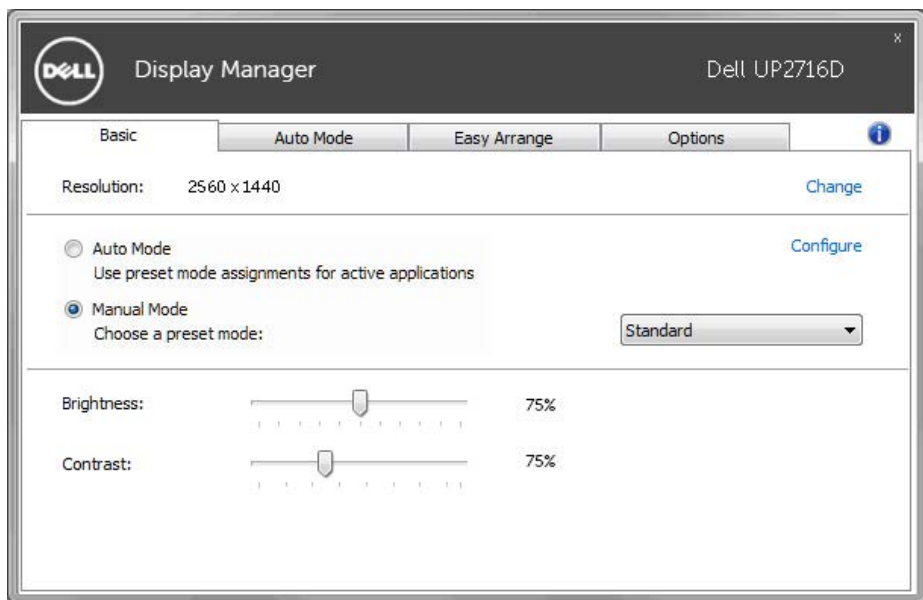 x
DELL Display Manager Dell UP2716D
Basic Auto Mode Easy Arrange Options i
Resolution: 2560 x 1440 Change
Auto Mode Configure
Use preset mode assignments for active applications
Manual Mode
Choose a preset mode: Standard
Brightness: 75%
Contrast: 75%